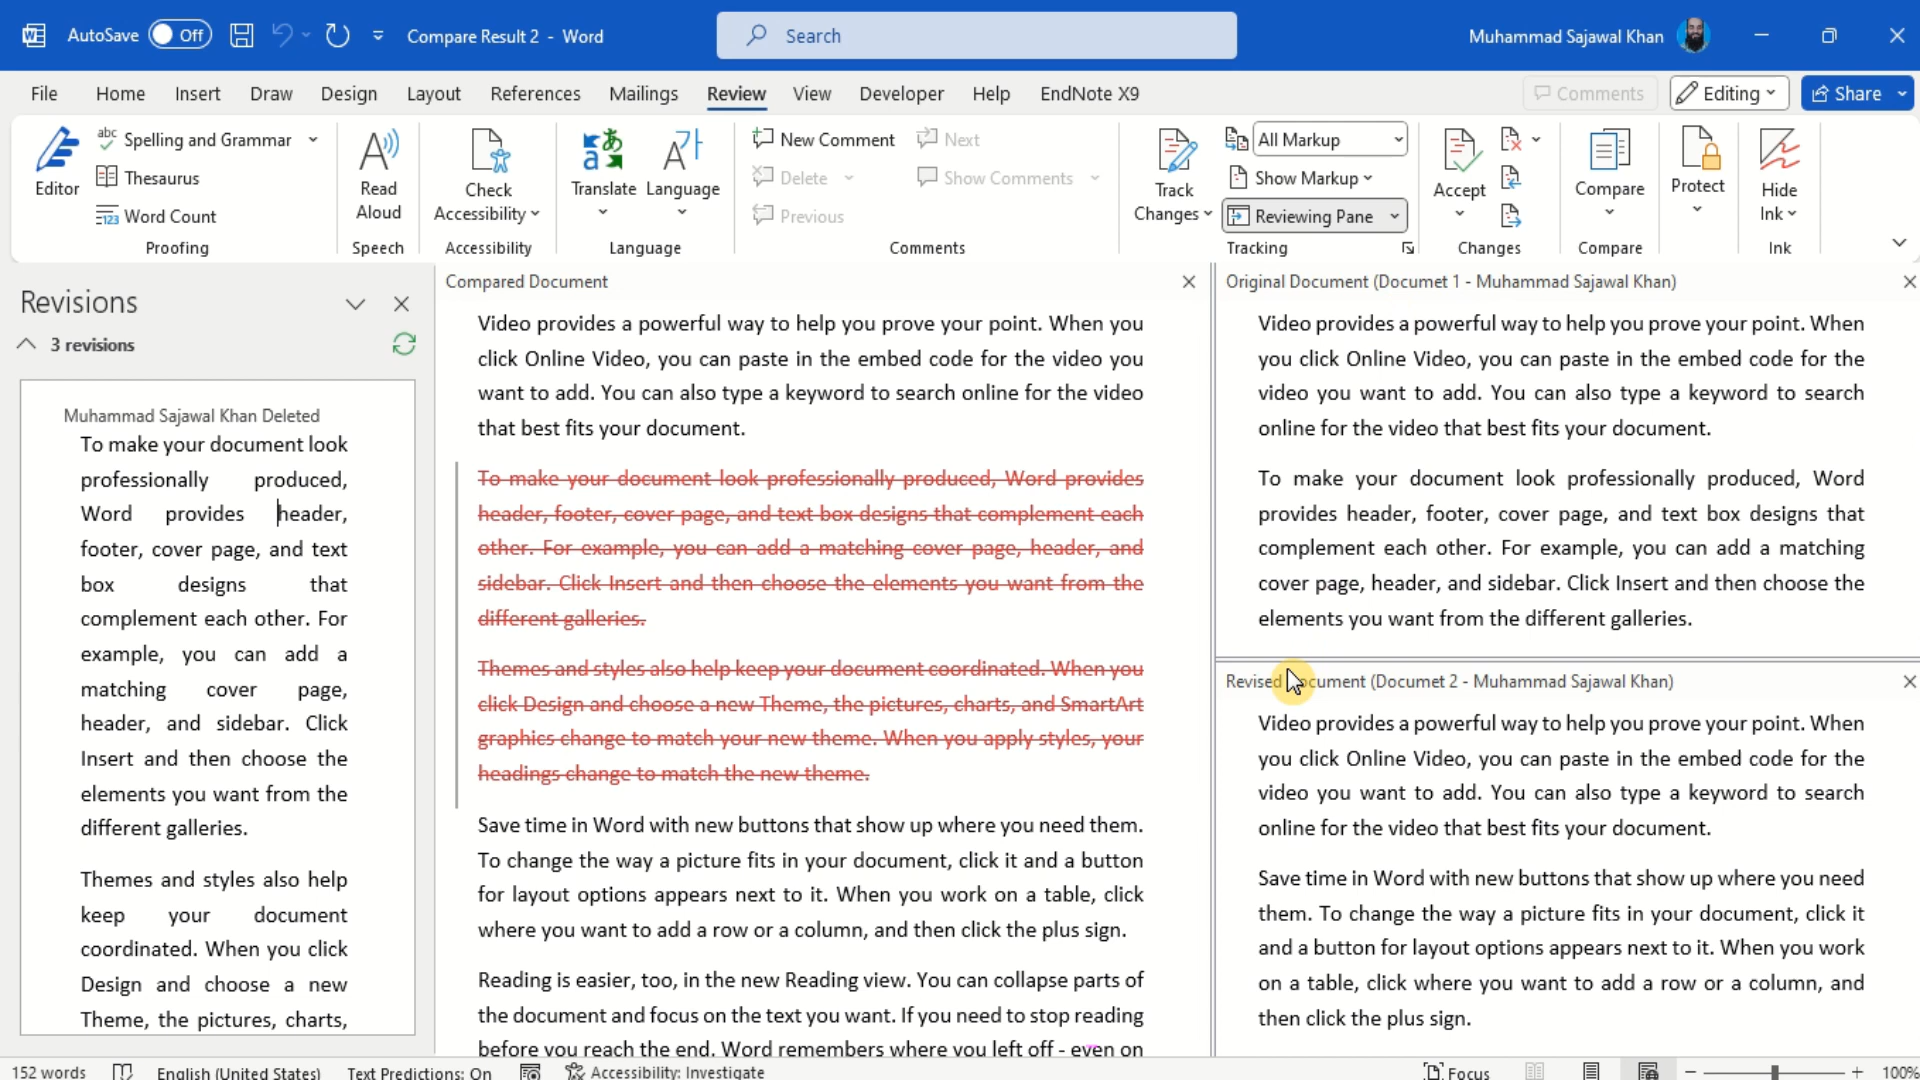 AutoSave Off Compare Result 2 - Word Search Muhammad Sajawal Khan
File Home Insert Draw Design Layout References Mailings Review View Developer Help EndNote X9 Comments Editing Share
Editor
abc Spelling and Grammar
Thesaurus
123 Word Count
Proofing
Read
Aloud
Speech
Check
Accessibility
Accessibility
Translate
Language
Language
New Comment
Delete
Previous
Next
Show Comments
Comments
Track
Changes
All Markup
Show Markup
Reviewing Pane
Tracking
Accept
Changes
Compare
Compare
Protect
Hide
Ink
Ink
Revisions
3 revisions
Muhammad Sajawal Khan Deleted
To make your document look
professionally produced,
Word provides header,
footer, cover page, and text
box designs that
complement each other. For
example, you can add a
matching cover page,
header, and sidebar. Click
Insert and then choose the
elements you want from the
different galleries.
Themes and styles also help
keep your document
coordinated. When you click
Design and choose a new
Theme, the pictures, charts,
Compared Document
Video provides a powerful way to help you prove your point. When you
click Online Video, you can paste in the embed code for the video you
want to add. You can also type a keyword to search online for the video
that best fits your document.
To make your document look professionally produced, Word provides
header, footer, cover page, and text box designs that complement each
other. For example, you can add a matching cover page, header, and
sidebar. Click Insert and then choose the elements you want from the
different galleries.
Themes and styles also help keep your document coordinated. When you
click Design and choose a new Theme, the pictures, charts, and SmartArt
graphics change to match your new theme. When you apply styles, your
headings change to match the new theme.
Save time in Word with new buttons that show up where you need them.
To change the way a picture fits in your document, click it and a button
for layout options appears next to it. When you work on a table, click
where you want to add a row or a column, and then click the plus sign.
Reading is easier, too, in the new Reading view. You can collapse parts of
the document and focus on the text you want. If you need to stop reading
before you reach the end, Word remembers where you left off - even on
Original Document (Documet 1 - Muhammad Sajawal Khan)
Video provides a powerful way to help you prove your point. When
you click Online Video, you can paste in the embed code for the
video you want to add. You can also type a keyword to search
online for the video that best fits your document.
To make your document look professionally produced, Word
provides header, footer, cover page, and text box designs that
complement each other. For example, you can add a matching
cover page, header, and sidebar. Click Insert and then choose the
elements you want from the different galleries.
Revised Document (Documet 2 - Muhammad Sajawal Khan)
Video provides a powerful way to help you prove your point. When
you click Online Video, you can paste in the embed code for the
video you want to add. You can also type a keyword to search
online for the video that best fits your document.
Save time in Word with new buttons that show up where you need
them. To change the way a picture fits in your document, click it
and a button for layout options appears next to it. When you work
on a table, click where you want to add a row or a column, and
then click the plus sign.
152 words English (United States) Text Predictions: On Accessibility: Investigate Focus 100%